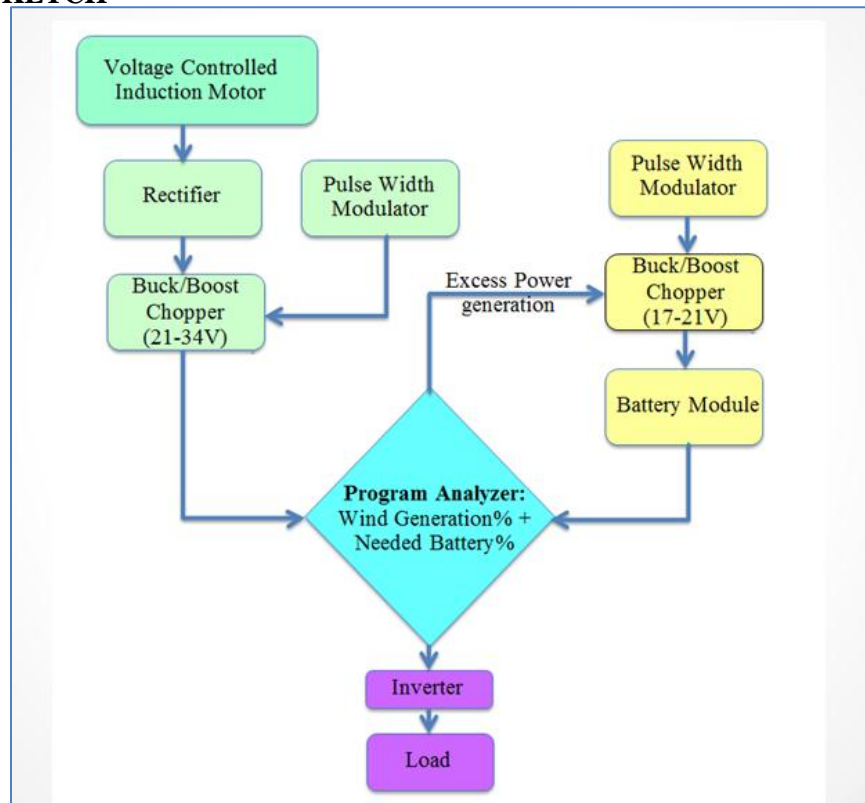 Voltage Controlled
Induction Motor
Rectifier
Pulse Width
Modulator
Buck/Boost
Chopper
(21-34V)
Excess Power
generation
Pulse Width
Modulator
Buck/Boost
Chopper
(17-21V)
Battery Module
Program Analyzer:
Wind Generation% +
Needed Battery%
Inverter
Load